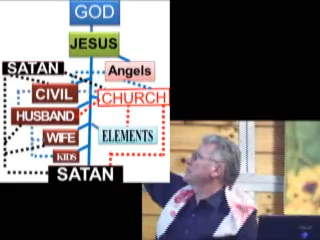 GOD
JESUS
SATAN
Angels
CIVIL
CHURCH
HUSBAND
WIFE
ELEMENTS
KIDS
SATAN